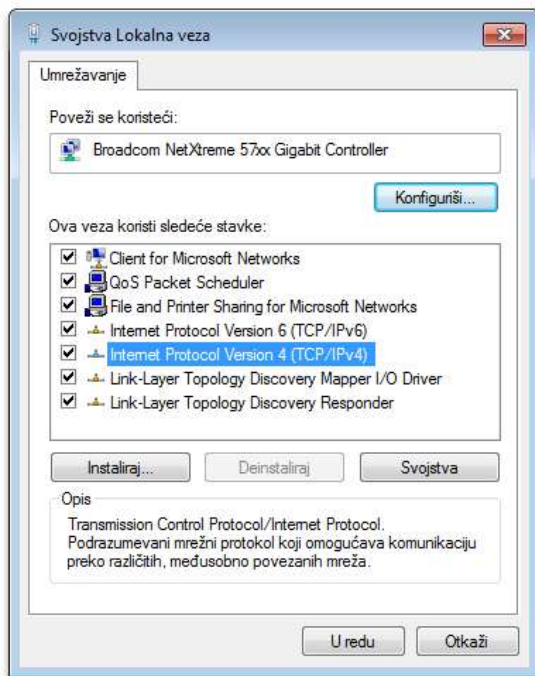 Svojstva Lokalna veza
Umrežavanje
Poveži se koristeći:
Broadcom NetXtreme 57xx Gigabit Controller
Konfiguriši...
Ova veza koristi sledeće stavke:
Client for Microsoft Networks
QoS Packet Scheduler
File and Printer Sharing for Microsoft Networks
Internet Protocol Version 6 (TCP/IPv6)
Internet Protocol Version 4 (TCP/IPv4)
Link-Layer Topology Discovery Mapper I/O Driver
Link-Layer Topology Discovery Responder
Instaliraj... Deinstaliraj Svojstva
Opis
Transmission Control Protocol/Internet Protocol.
Podrazumevani mrežni protokol koji omogućava komunikaciju
preko različitih, međusobno povezanih mreža.
U redu Otkaži